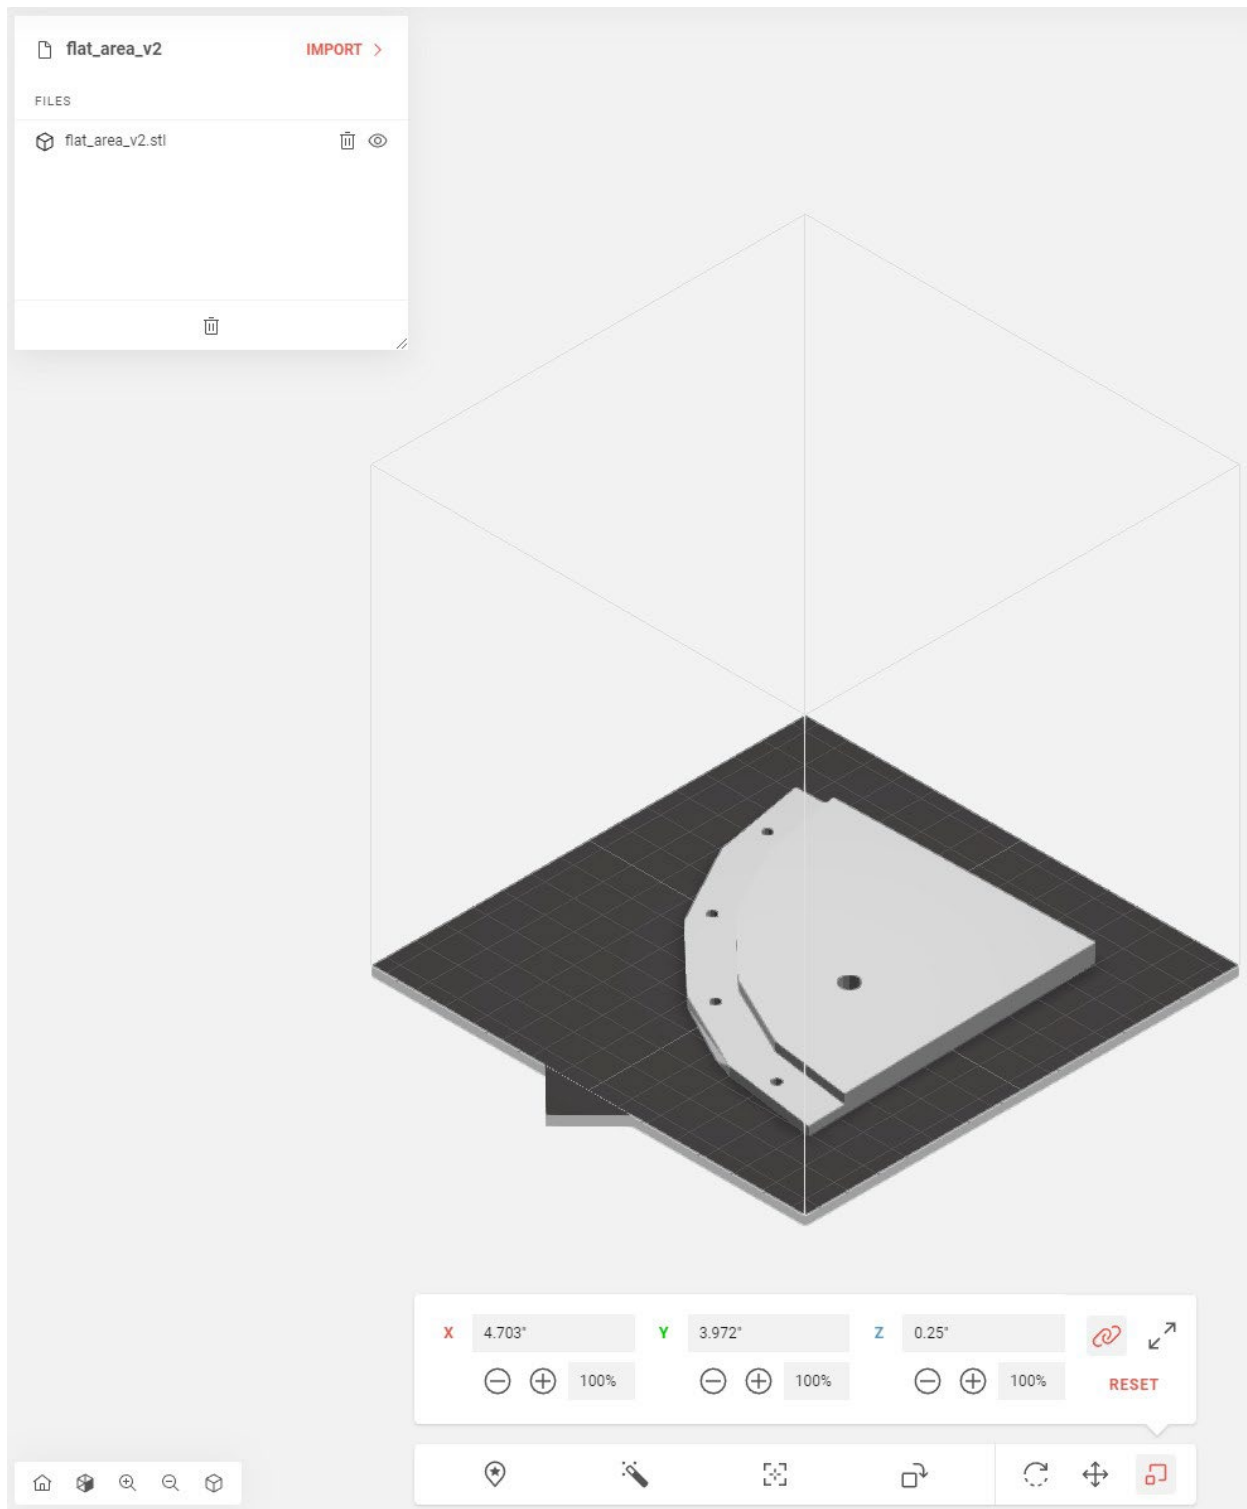 flat_area_v2 IMPORT >
FILES
flat_area_v2.stl
X 4.703" Y 3.972" Z 0.25"
100% 100% 100% RESET